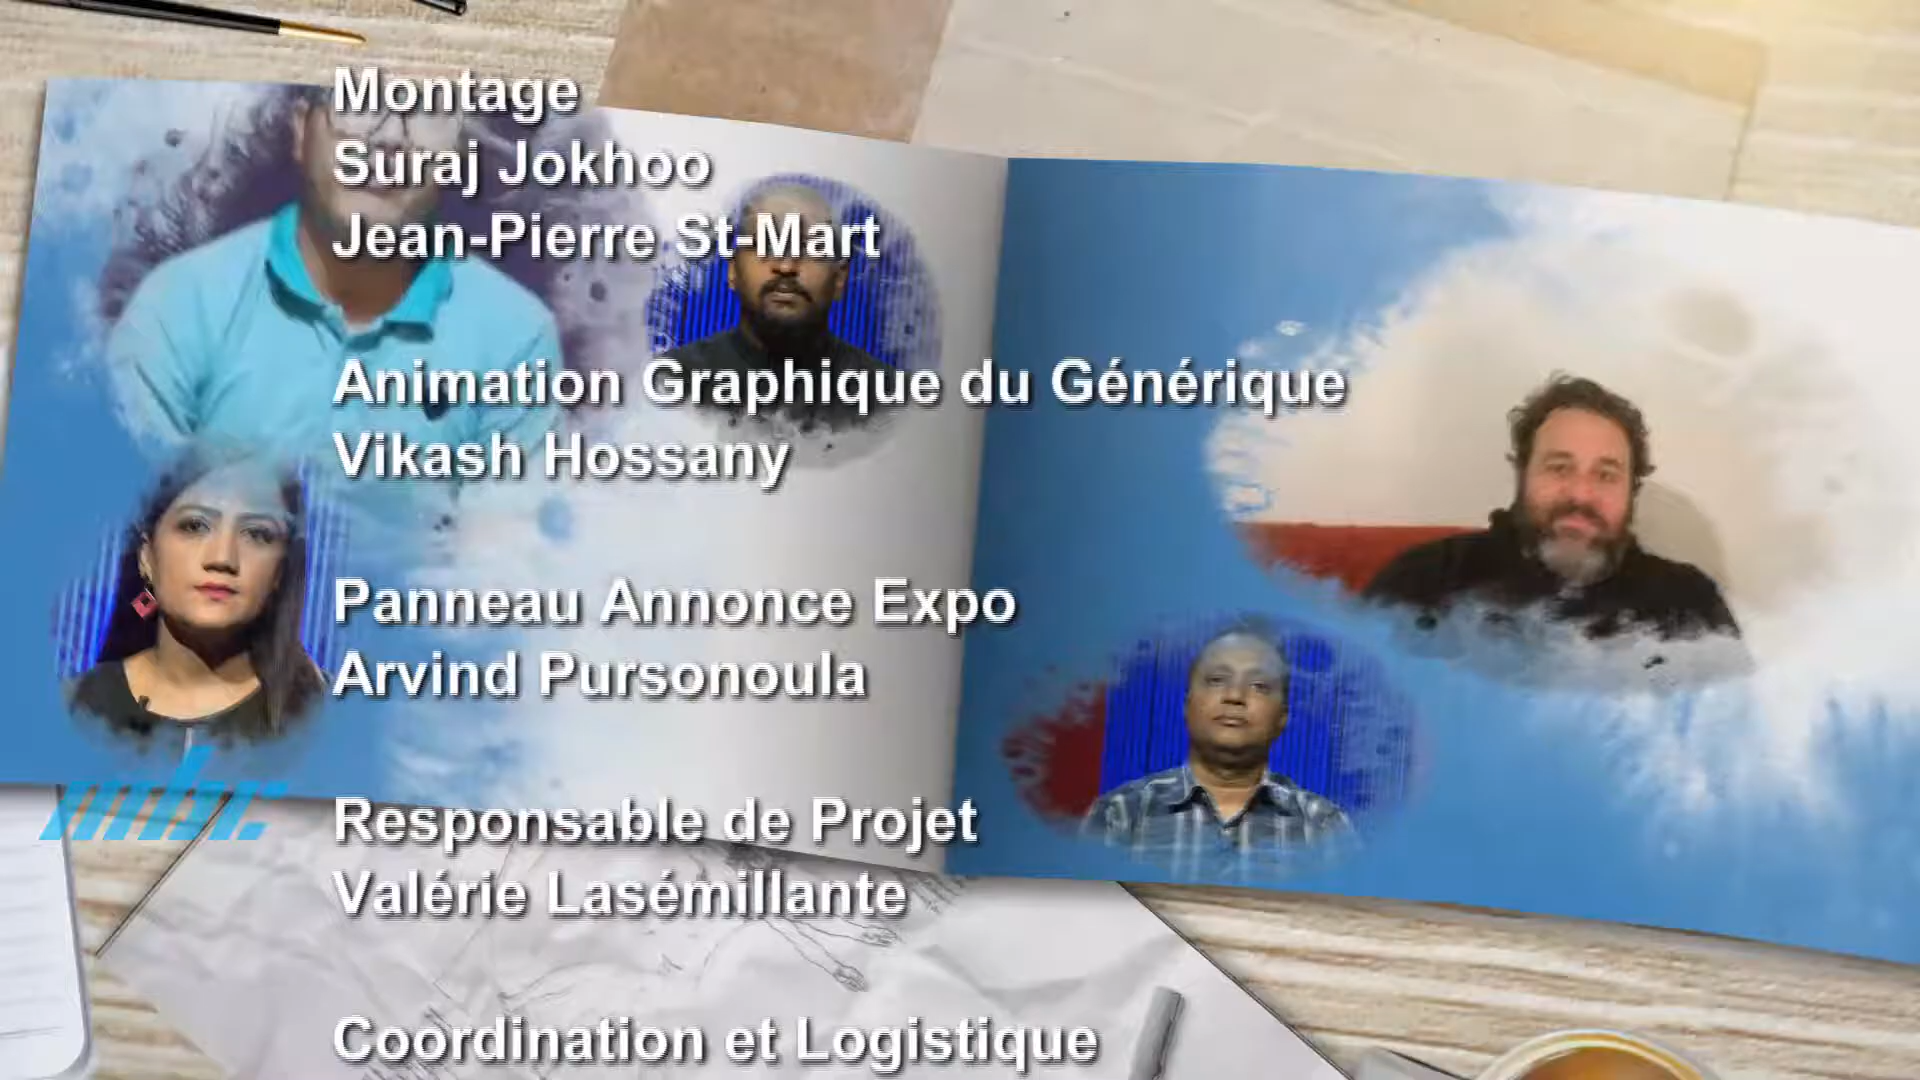 Montage
Suraj Jokhoo
Jean-Pierre St-Mart
Animation Graphique du Générique
Vikash Hossany
Panneau Annonce Expo
Arvind Pursonoula
Responsable de Projet
Valérie Lasémillante
mbc
Coordination et Logistique